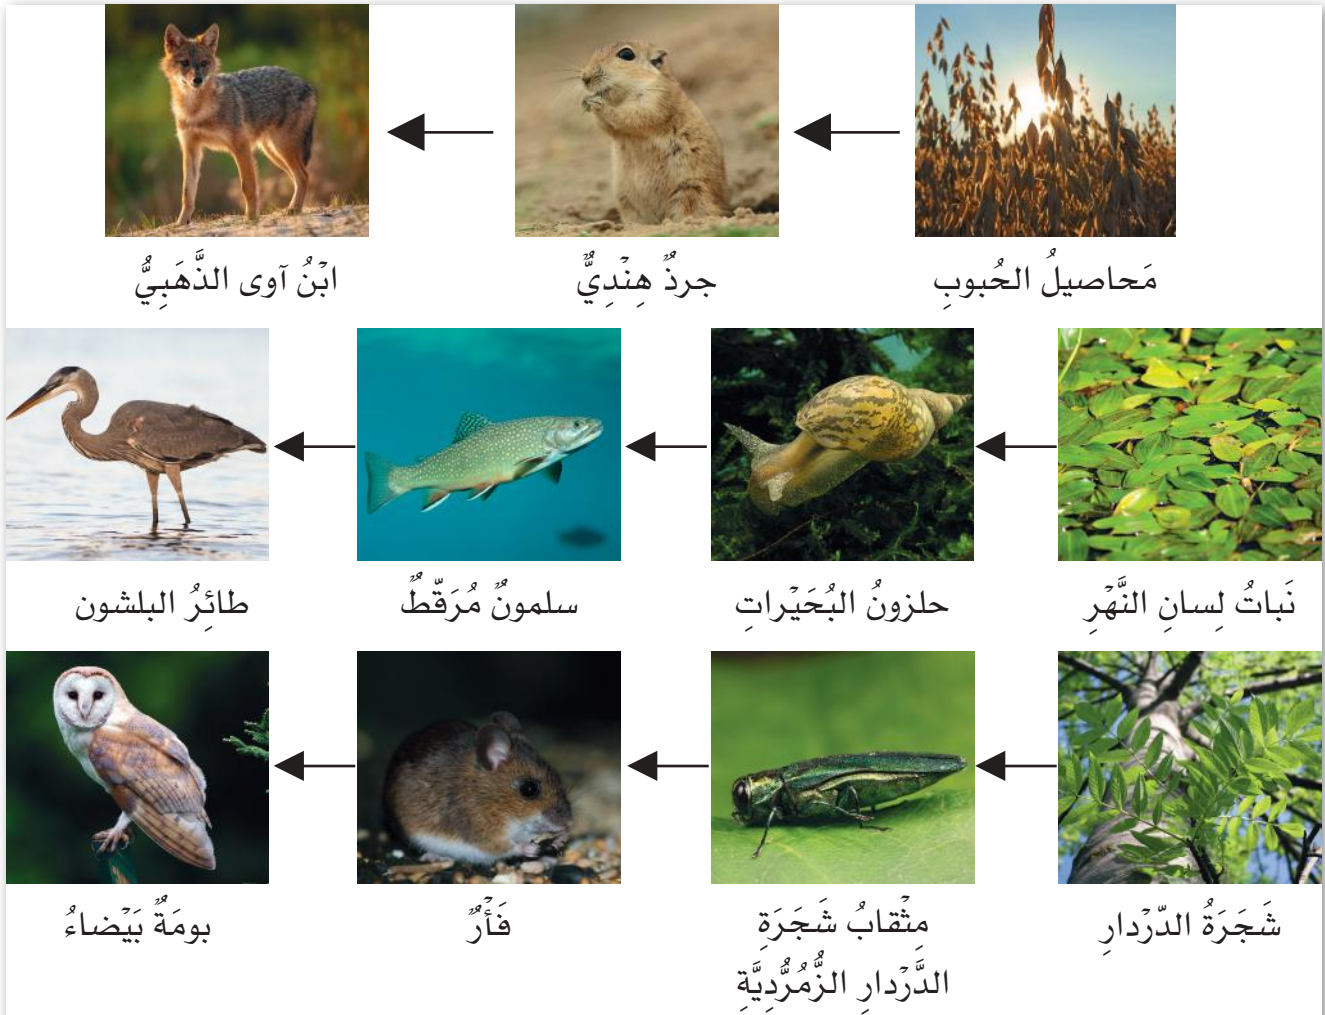 مَحاصيلُ الحُبوبِ
جرذٌ هِنْدِيٌّ
ابْنُ آوى الذَّهَبِيُّ
نَباتُ لِسانِ النَّهْرِ
حلزونُ البُحَيْراتِ
سلمونٌ مُرَقّطٌ
طائِرُ البلشون
شَجَرَةُ الدّرْدارِ
مِثْقابُ شَجَرَةِ
الدَّرْدارِ الزُّمُرُّدِيَّةِ
فَأْرٌ
بومَةٌ بَيْضاءُ